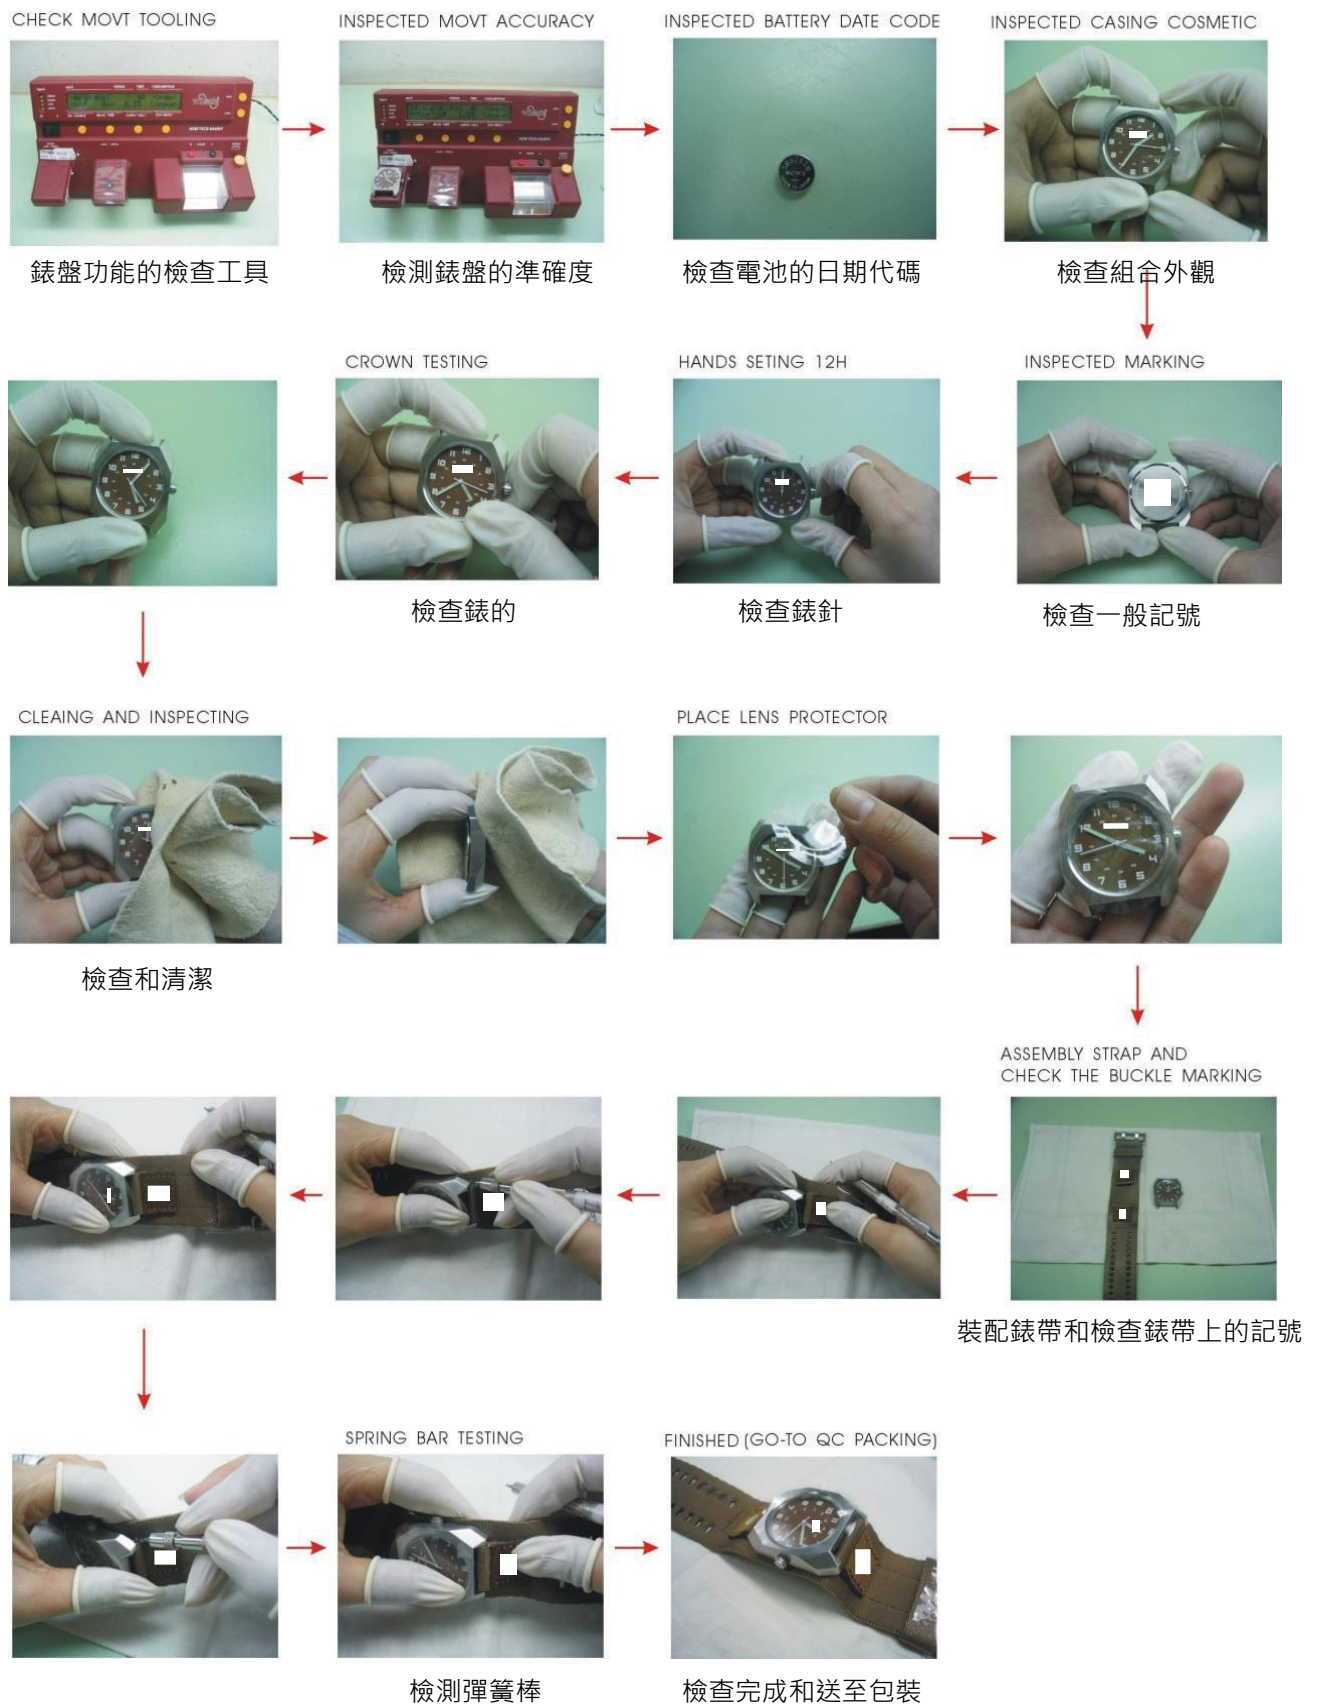 CHECK MOVT TOOLING
INSPECTED MOVT ACCURACY
INSPECTED BATTERY DATE CODE
INSPECTED CASING COSMETIC
錶盤功能的檢查工具
檢測錶盤的準確度
檢查電池的日期代碼
檢查組合外觀
CROWN TESTING
HANDS SETING 12H
INSPECTED MARKING
檢查錶的
檢查錶針
檢查一般記號
CLEAING AND INSPECTING
PLACE LENS PROTECTOR
檢查和清潔
ASSEMBLY STRAP AND
CHECK THE BUCKLE MARKING
裝配錶帶和檢查錶帶上的記號
SPRING BAR TESTING
FINISHED (GO-TO QC PACKING)
檢測彈簧棒
檢查完成和送至包裝